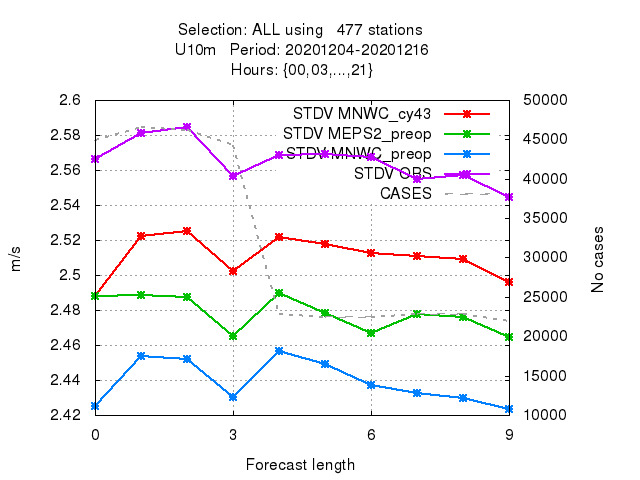 Selection: ALL using 477 stations
U10m Period: 20201204-20201216
Hours: {00,03,...,21}
STDV MNWC_cy43
STDV MEPS2_preop
STDV MNWC_preop
STDV OBS
CASES
2.6
2.58
2.56
2.54
2.52
2.5
2.48
2.46
2.44
2.42
m/s
50000
45000
40000
35000
30000
25000
20000
15000
10000
No cases
0 3 6 9
Forecast length